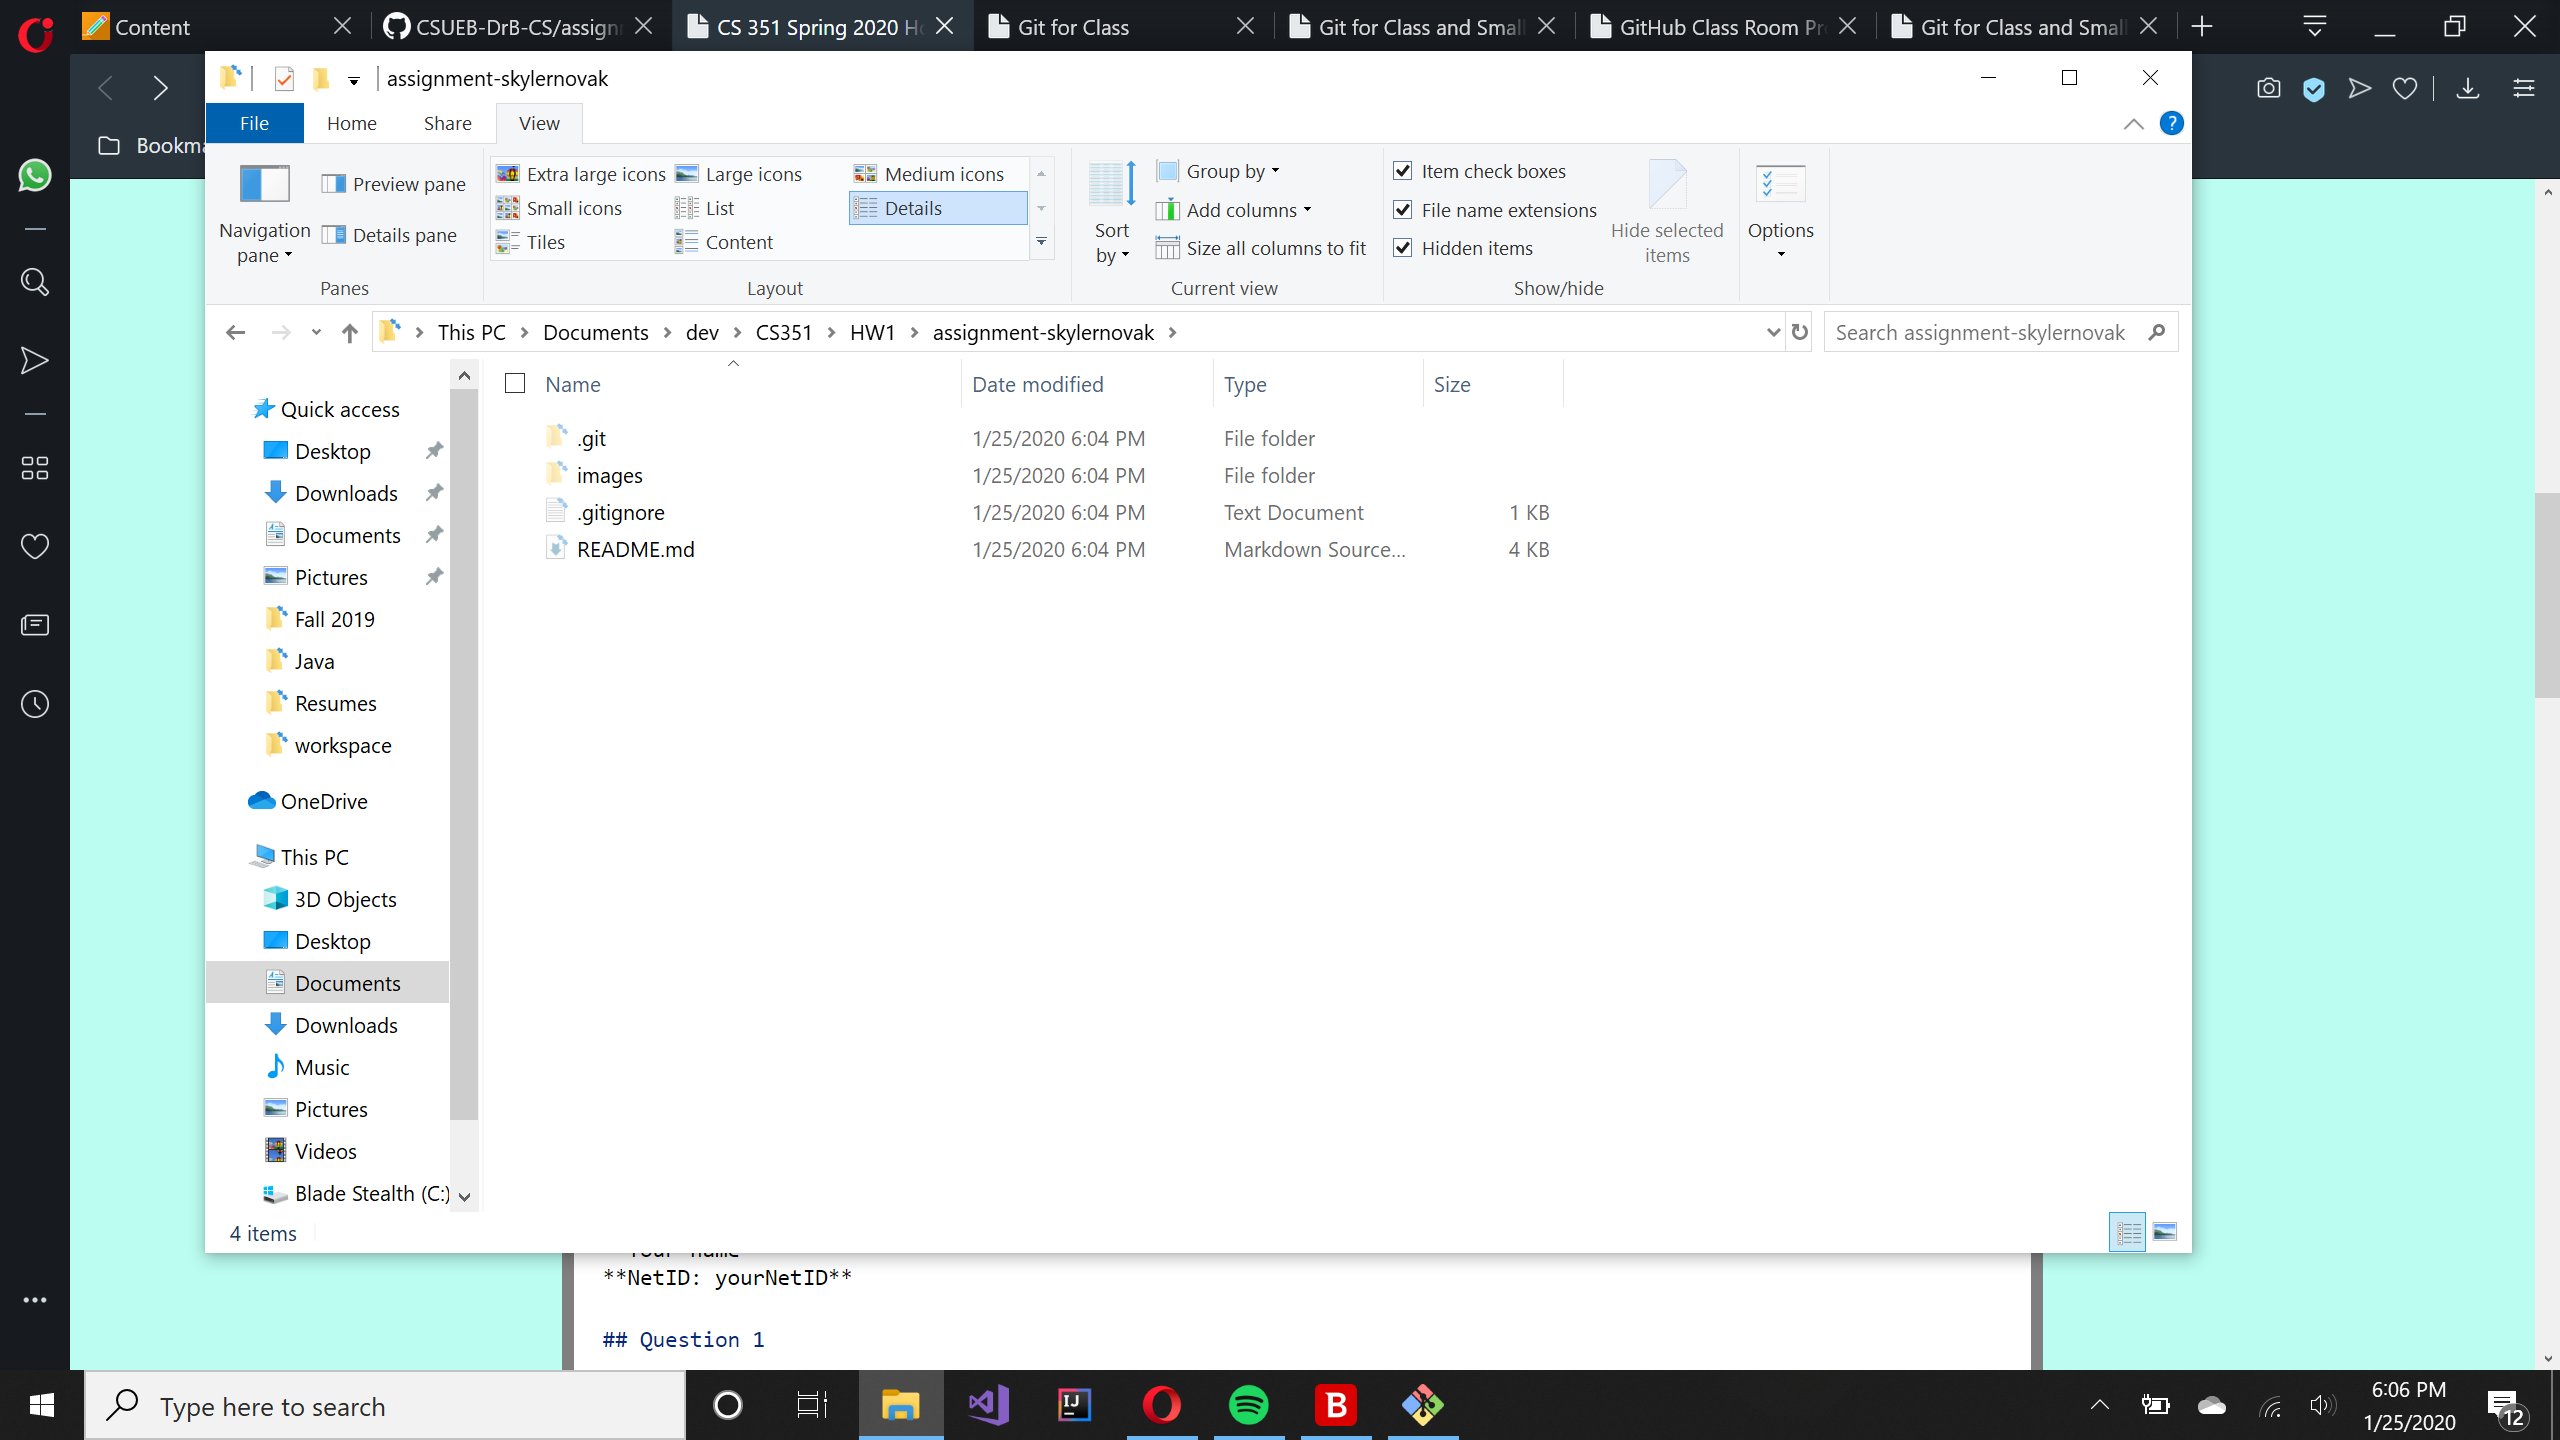 Content
CSUEB-DrB-CS/assignm
CS 351 Spring 2020 Ho
Git for Class
Git for Class and Small
GitHub Class Room Pr
Git for Class and Small
assignment-skylernovak
File
Home
Share
View
?
Bookma
Navigation pane
Preview pane
Details pane
Panes
Extra large icons
Large icons
Medium icons
Small icons
List
Details
Tiles
Content
Layout
Sort by
Group by
Add columns
Size all columns to fit
Current view
Item check boxes
File name extensions
Hidden items
Hide selected items
Show/hide
Options
This PC > Documents > dev > CS351 > HW1 > assignment-skylernovak >
Search assignment-skylernovak
Name Date modified Type Size
.git 1/25/2020 6:04 PM File folder
images 1/25/2020 6:04 PM File folder
.gitignore 1/25/2020 6:04 PM Text Document 1 KB
README.md 1/25/2020 6:04 PM Markdown Source... 4 KB
Quick access
Desktop
Downloads
Documents
Pictures
Fall 2019
Java
Resumes
workspace
OneDrive
This PC
3D Objects
Desktop
Documents
Downloads
Music
Pictures
Videos
Blade Stealth (C:)
4 items
**NetID: yourNetID**
## Question 1
Type here to search
IJ
B
6:06 PM
1/25/2020
12